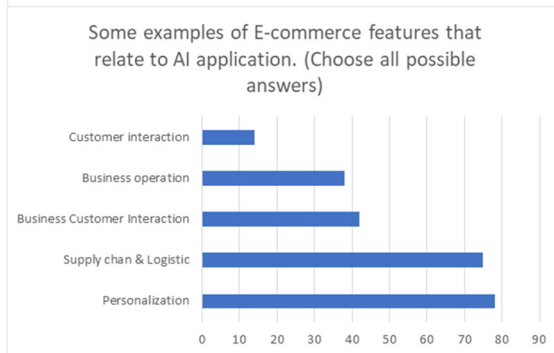 Some examples of E-commerce features that
relate to AI application. (Choose all possible
answers)
Customer interaction
Business operation
Business Customer Interaction
Supply chan & Logistic
Personalization
0 10 20 30 40 50 60 70 80 90